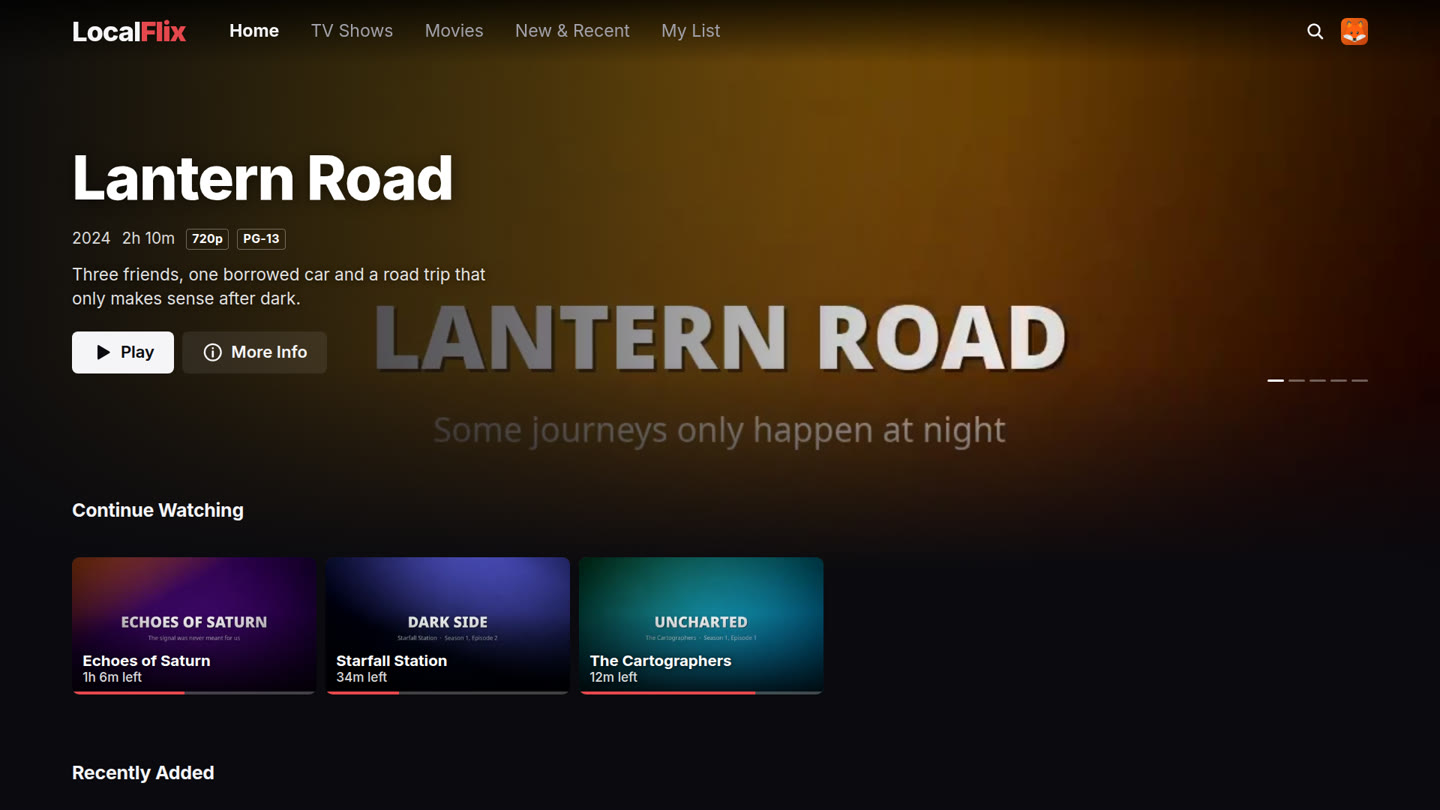 LocalFlix Home TV Shows Movies New & Recent My List
Lantern Road
2024 2h 10m 720p PG-13
Three friends, one borrowed car and a road trip that
only makes sense after dark.
LANTERN ROAD
Play More Info
Some journeys only happen at night
Continue Watching
ECHOES OF SATURN
The signal was never meant for us
Echoes of Saturn
1h 6m left
DARK SIDE
Starfall Station - Season 1, Episode 2
Starfall Station
34m left
UNCHARTED
The Cartographers - Season 1, Episode 1
The Cartographers
12m left
Recently Added